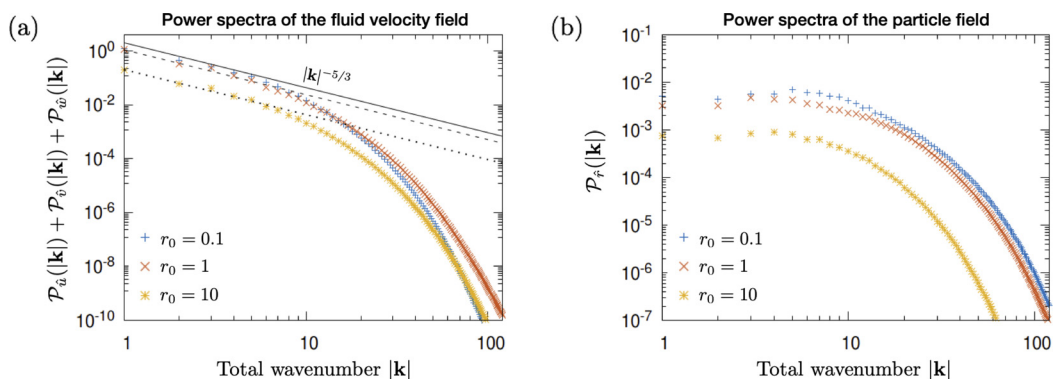 (a)
Power spectra of the fluid velocity field
10^0
10^-2
10^-4
10^-6
10^-8
10^-10
𝒫_û(|𝐤|) + 𝒫_v̂(|𝐤|) + 𝒫_ŵ(|𝐤|)
|𝐤|^-5/3
r_0 = 0.1
r_0 = 1
r_0 = 10
1
10
100
Total wavenumber |𝐤|
(b)
Power spectra of the particle field
10^-1
10^-2
10^-3
10^-4
10^-5
10^-6
10^-7
𝒫_r̂(|𝐤|)
r_0 = 0.1
r_0 = 1
r_0 = 10
1
10
100
Total wavenumber |𝐤|